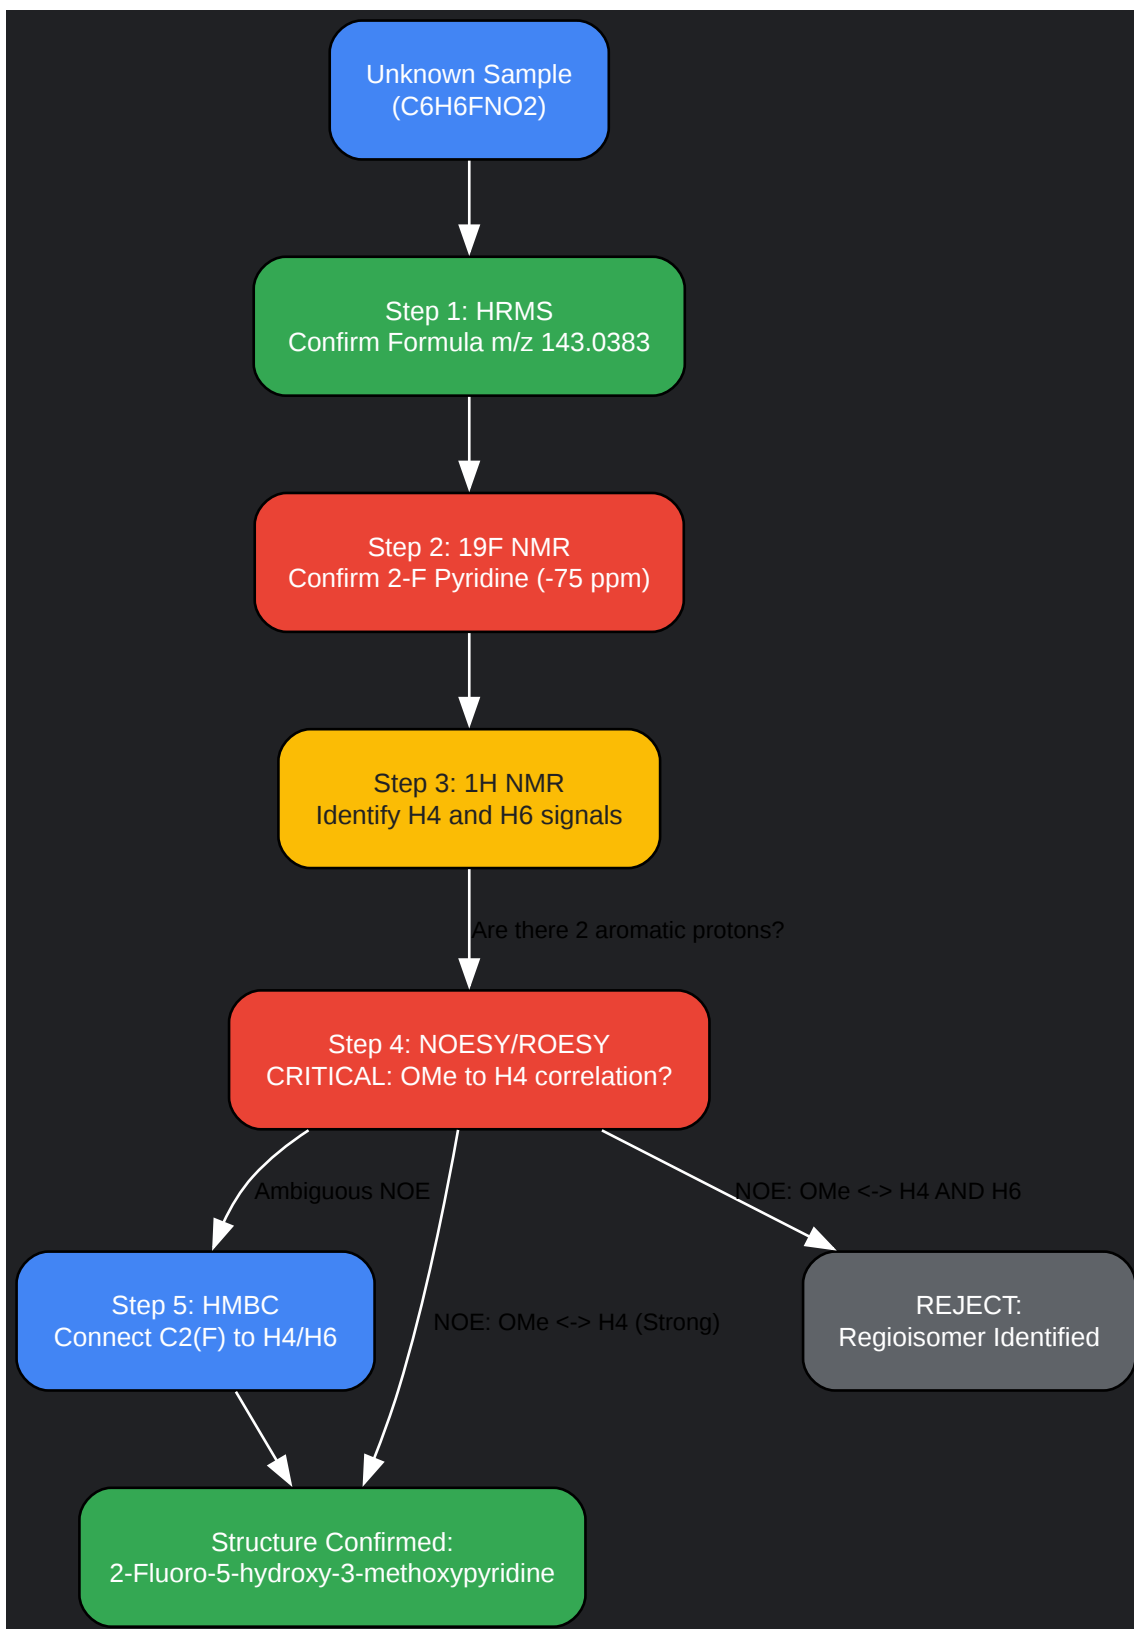 Unknown Sample
(C6H6FNO2)
Step 1: HRMS
Confirm Formula m/z 143.0383
Step 2: 19F NMR
Confirm 2-F Pyridine (-75 ppm)
Step 3: 1H NMR
Identify H4 and H6 signals
Are there 2 aromatic protons?
Step 4: NOESY/ROESY
CRITICAL: OMe to H4 correlation?
Ambiguous NOE
NOE: OMe <-> H4 AND H6
Step 5: HMBC
Connect C2(F) to H4/H6
NOE: OMe <-> H4 (Strong)
REJECT:
Regioisomer Identified
Structure Confirmed:
2-Fluoro-5-hydroxy-3-methoxypyridine